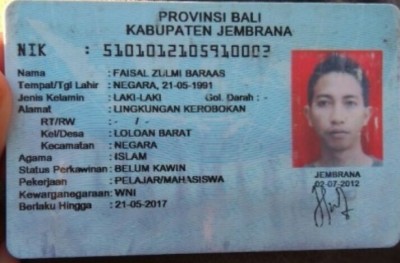 PROVINSI BALI
KABUPATEN JEMBRANA
NIK : 5101012105910002
Nama : FAISAL ZULMI BARAAS
Tempat/Tgl Lahir : NEGARA, 21-05-1991
Jenis Kelamin : LAKI-LAKI Gol. Darah : -
Alamat : LINGKUNGAN KEROBOKAN
RT/RW : - / -
Kel/Desa : LOLOAN BARAT
Kecamatan : NEGARA
Agama : ISLAM
Status Perkawinan : BELUM KAWIN
Pekerjaan : PELAJAR/MAHASISWA
Kewarganegaraan : WNI
Berlaku Hingga : 21-05-2017
JEMBRANA
02-07-2012